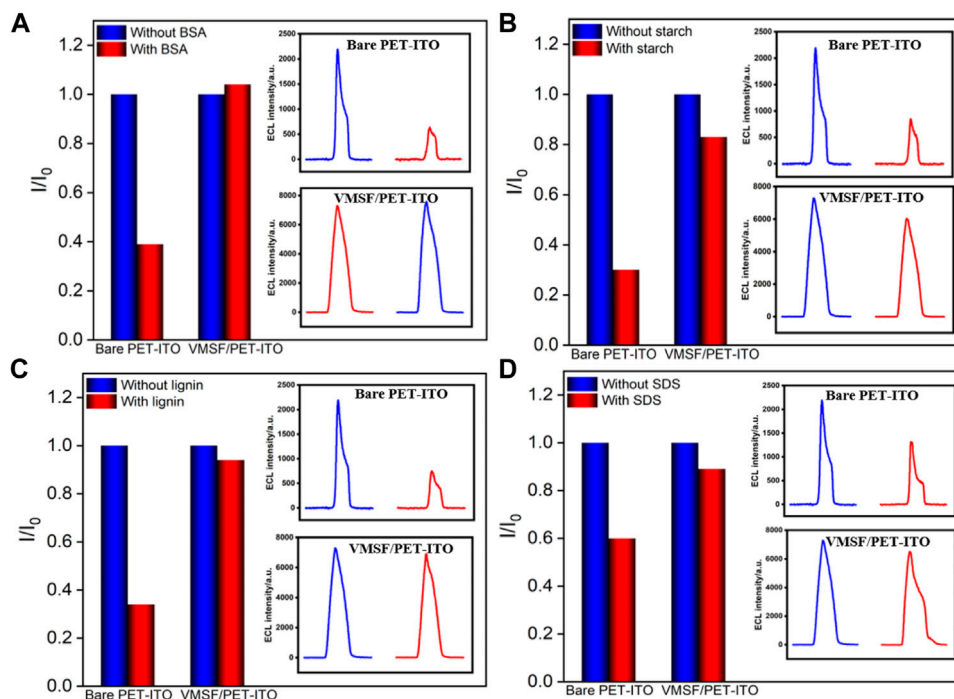 A
Without BSA
With BSA
I/I0
1.2
1.0
0.8
0.6
0.4
0.2
0.0
Bare PET-ITO VMSF/PET-ITO
Bare PET-ITO
ECL intensity/a.u.
2500
2000
1500
1000
500
0
VMSF/PET-ITO
ECL intensity/a.u.
8000
6000
4000
2000
0
B
Without starch
With starch
I/I0
1.2
1.0
0.8
0.6
0.4
0.2
0.0
Bare PET-ITO VMSF/PET-ITO
Bare PET-ITO
ECL intensity/a.u.
2500
2000
1500
1000
500
0
VMSF/PET-ITO
ECL intensity/a.u.
8000
6000
4000
2000
0
C
Without lignin
With lignin
I/I0
1.2
1.0
0.8
0.6
0.4
0.2
0.0
Bare PET-ITO VMSF/PET-ITO
Bare PET-ITO
ECL intensity/a.u.
2500
2000
1500
1000
500
0
VMSF/PET-ITO
ECL intensity/a.u.
8000
6000
4000
2000
0
D
Without SDS
With SDS
I/I0
1.2
1.0
0.8
0.6
0.4
0.2
0.0
Bare PET-ITO VMSF/PET-ITO
Bare PET-ITO
ECL intensity/a.u.
2500
2000
1500
1000
500
0
VMSF/PET-ITO
ECL intensity/a.u.
8000
6000
4000
2000
0